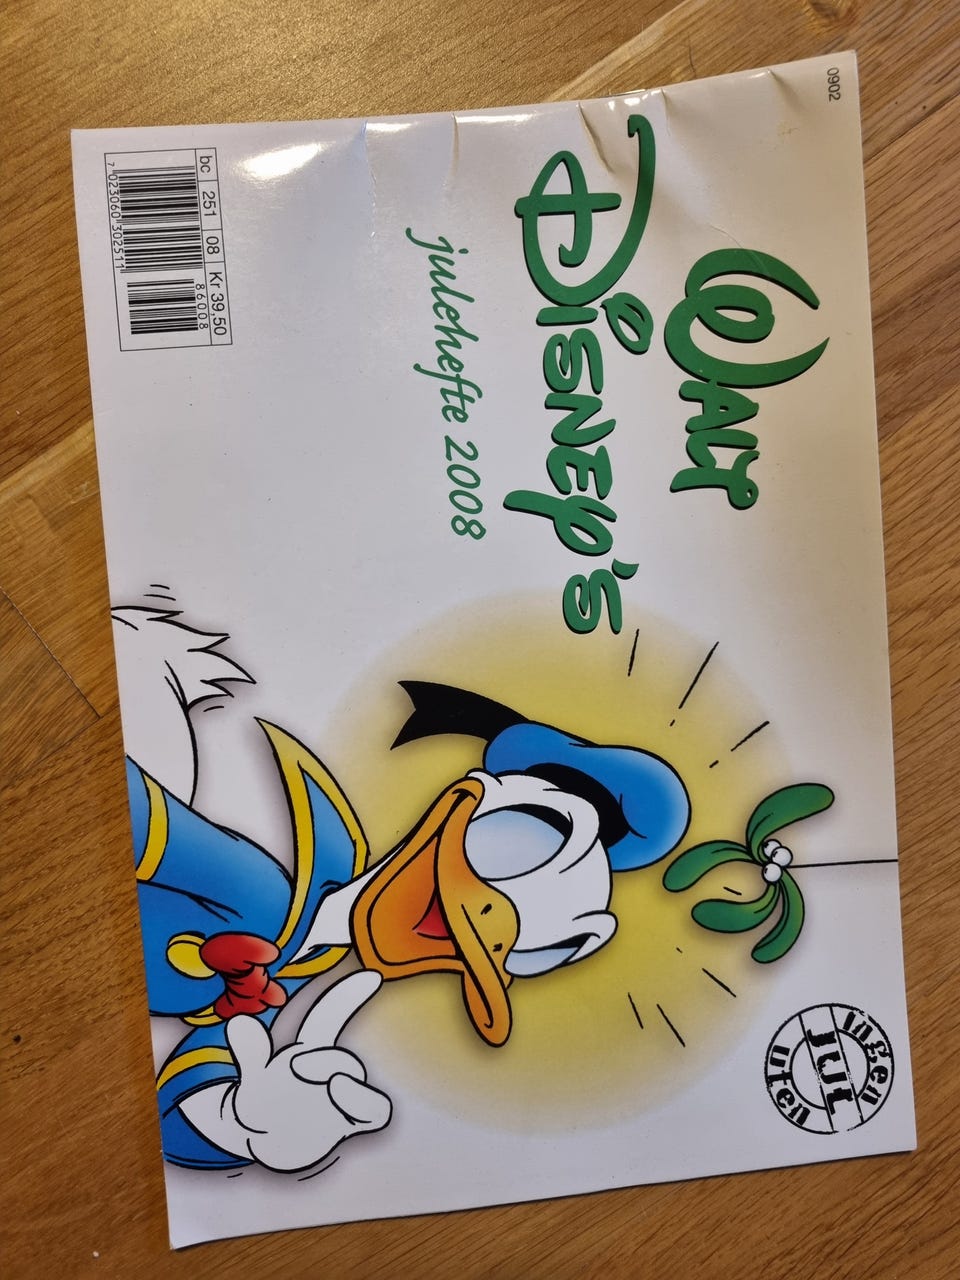 0902
WALT
DISNEY'S
julehefte 2008
ingen
JUL
uten
bc 251 08 Kr 39,50
86008
7 023060 302511